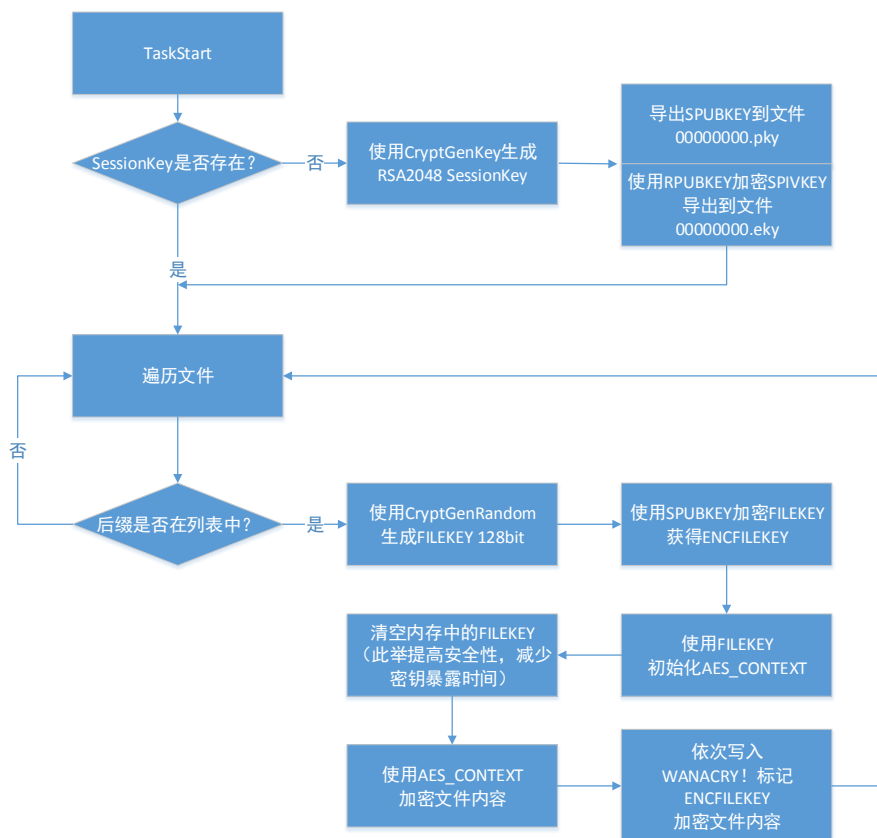 TaskStart
SessionKey是否存在？
否
使用CryptGenKey生成
RSA2048 SessionKey
导出SPUBKEY到文件
00000000.pky
使用RPUBKEY加密SPIVKEY
导出到文件
00000000.eky
是
遍历文件
否
后缀是否在列表中？
是
使用CryptGenRandom
生成FILEKEY 128bit
使用SPUBKEY加密FILEKEY
获得ENCFILEKEY
清空内存中的FILEKEY
（此举提高安全性，减少
密钥暴露时间）
使用FILEKEY
初始化AES_CONTEXT
使用AES_CONTEXT
加密文件内容
依次写入
WANACRY！标记
ENCFILEKEY
加密文件内容